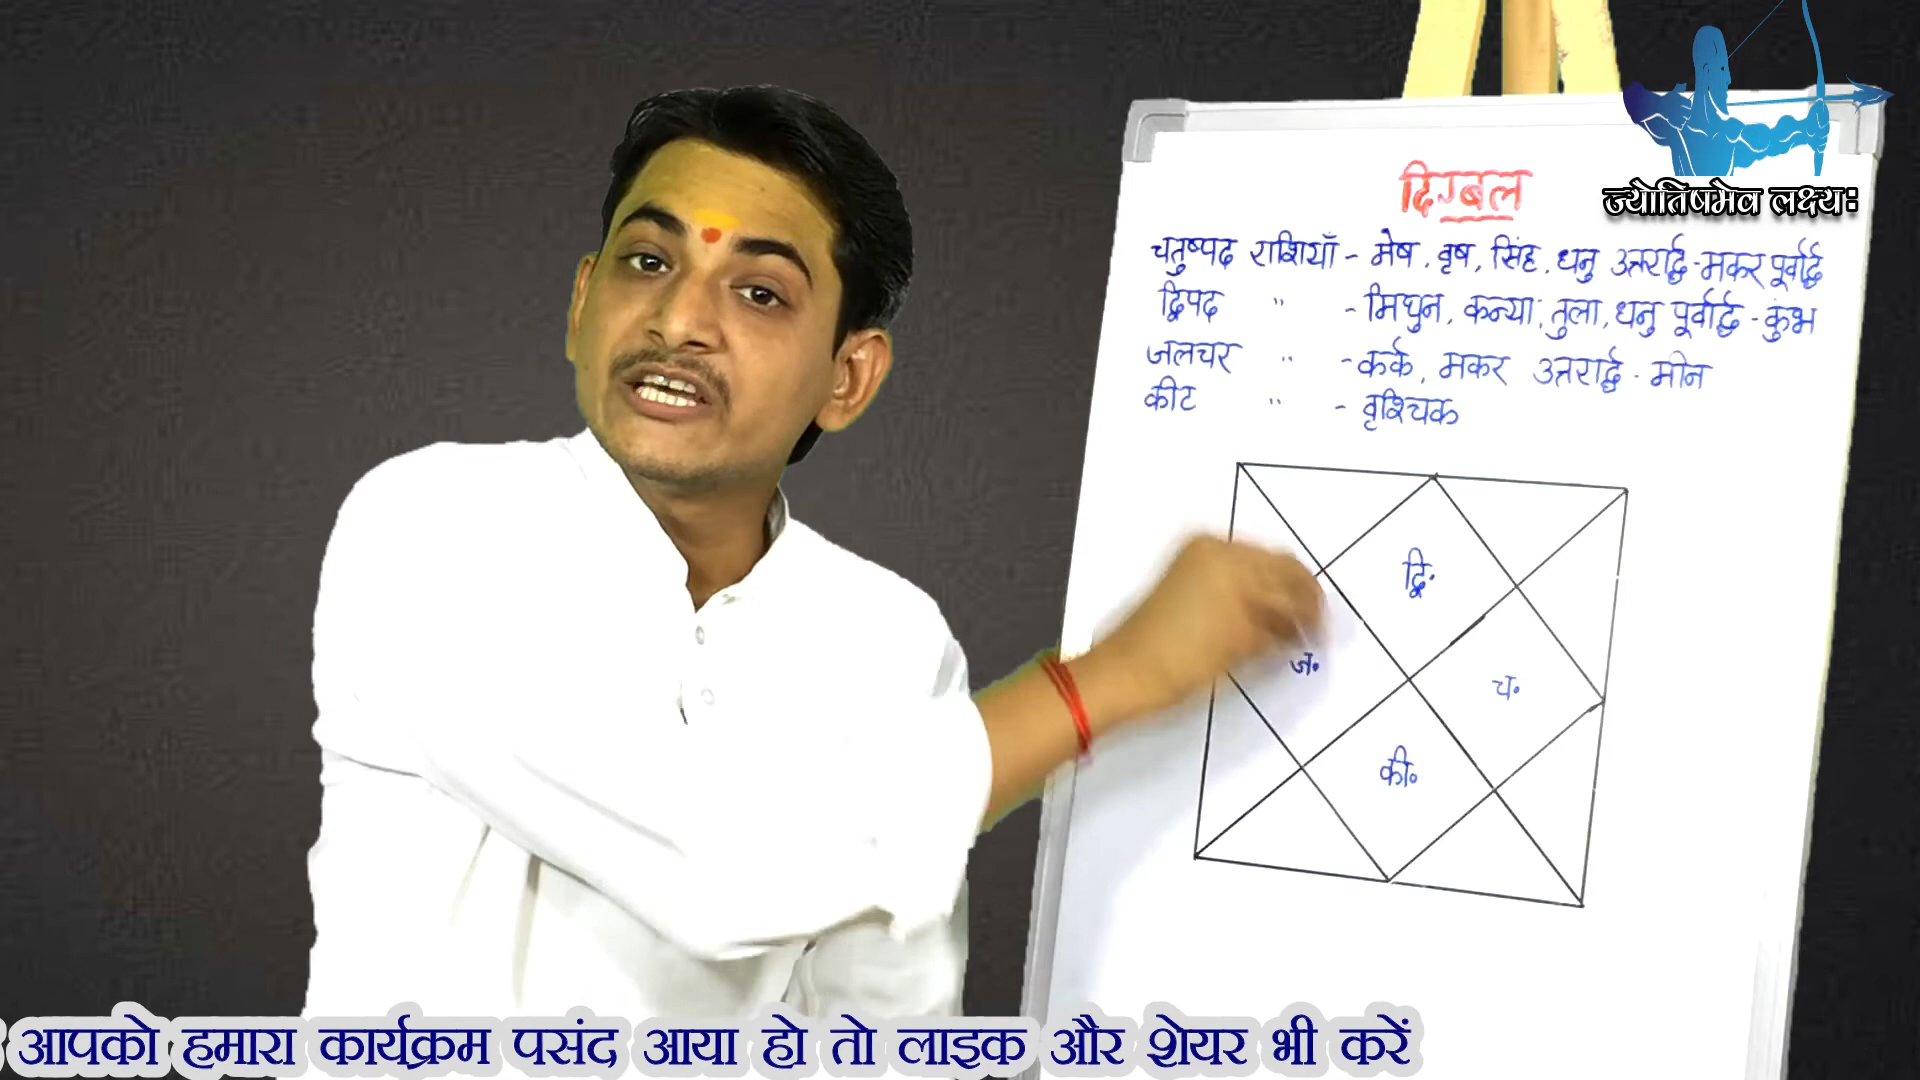 दिग्बल
ज्योतिषमेव लक्ष्यः
चतुष्पद राशियाँ - मेष, वृष, सिंह, धनु उत्तरार्द्ध - मकर पूर्वार्द्ध
द्विपद " - मिथुन, कन्या, तुला, धनु पूर्वार्द्ध - कुंभ
जलचर " - कर्क, मकर उत्तरार्द्ध - मीन
कीट " - वृश्चिक
द्वि॰
ज॰
च॰
की॰
आपको हमारा कार्यक्रम पसंद आया हो तो लाइक और शेयर भी करें